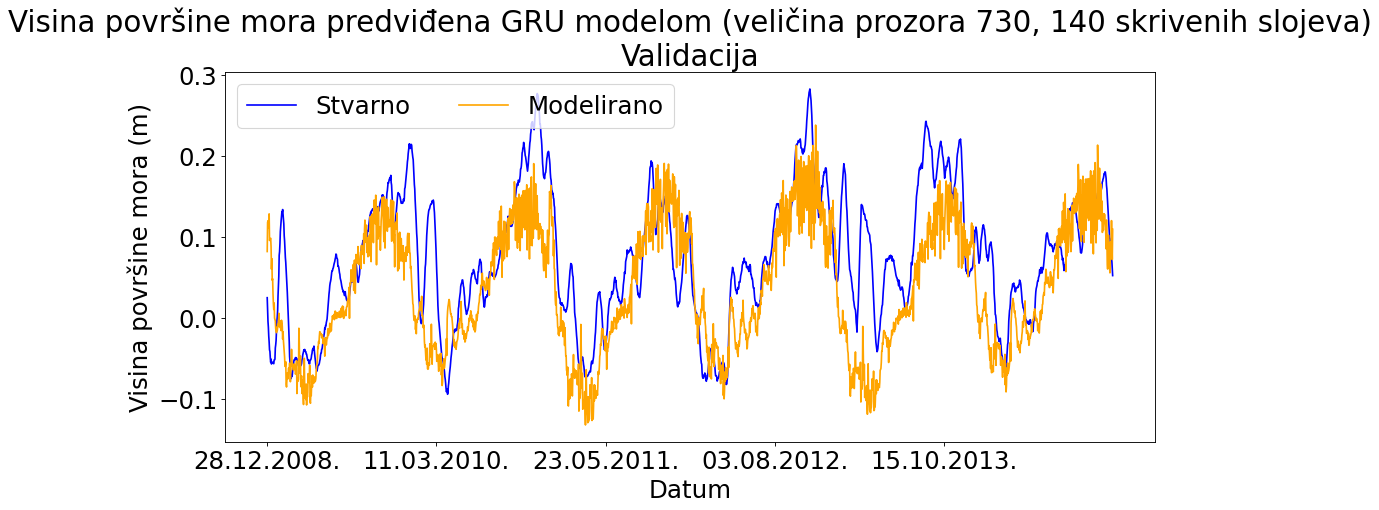 Visina površine mora predviđena GRU modelom (veličina prozora 730, 140 skrivenih slojeva)
Validacija
Stvarno
Modelirano
Visina površine mora (m)
0.3
0.2
0.1
0.0
−0.1
28.12.2008.
11.03.2010.
23.05.2011.
03.08.2012.
15.10.2013.
Datum